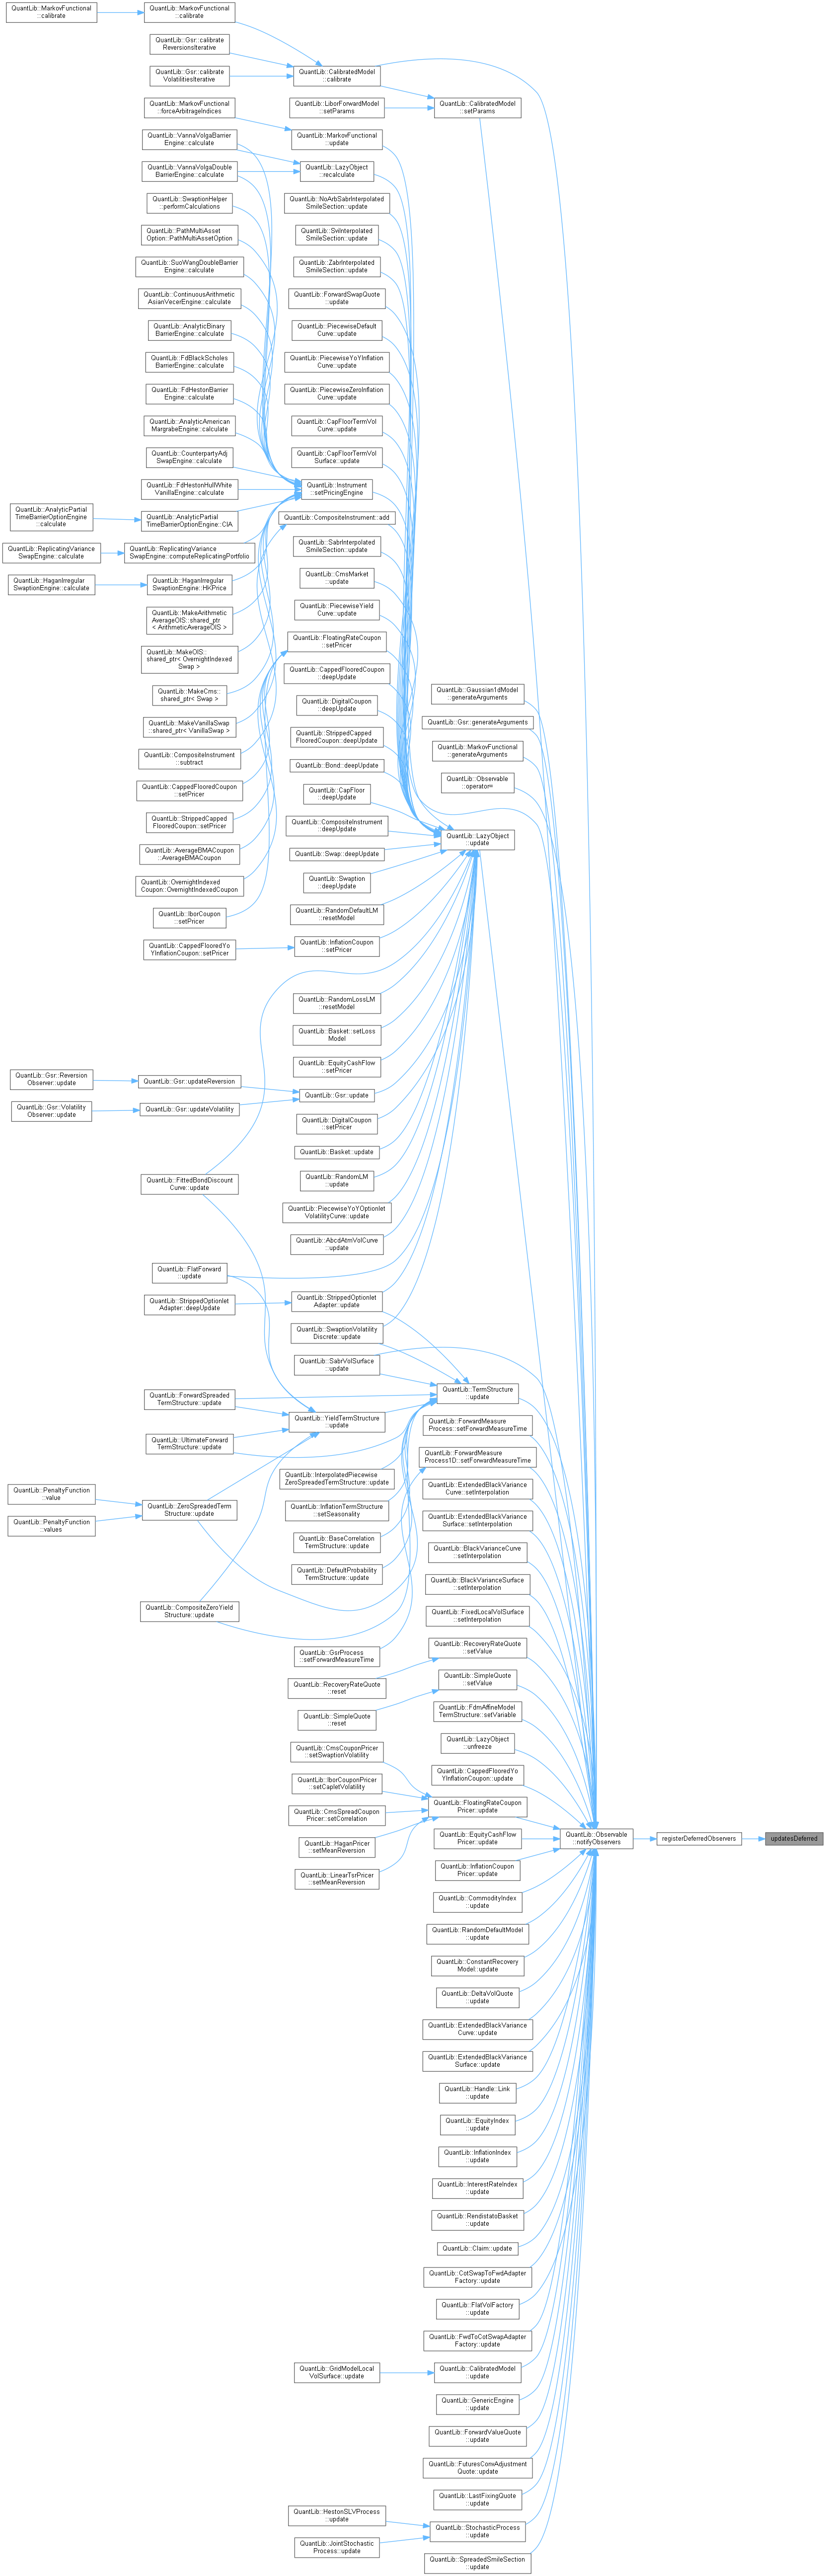 QuantLib::MarkovFunctional
::calibrate
QuantLib::MarkovFunctional
::calibrate
QuantLib::Gsr::calibrate
ReversionsIterative
QuantLib::Gsr::calibrate
VolatilitiesIterative
QuantLib::CalibratedModel
::calibrate
QuantLib::MarkovFunctional
::forceArbitrageIndices
QuantLib::LiborForwardModel
::setParams
QuantLib::CalibratedModel
::setParams
QuantLib::VannaVolgaBarrier
Engine::calculate
QuantLib::MarkovFunctional
::update
QuantLib::VannaVolgaDouble
BarrierEngine::calculate
QuantLib::LazyObject
::recalculate
QuantLib::SwaptionHelper
::performCalculations
QuantLib::NoArbSabrInterpolated
SmileSection::update
QuantLib::PathMultiAsset
Option::PathMultiAssetOption
QuantLib::SviInterpolated
SmileSection::update
QuantLib::SuoWangDoubleBarrier
Engine::calculate
QuantLib::ZabrInterpolated
SmileSection::update
QuantLib::ContinuousArithmetic
AsianVecerEngine::calculate
QuantLib::ForwardSwapQuote
::update
QuantLib::AnalyticBinary
BarrierEngine::calculate
QuantLib::PiecewiseDefault
Curve::update
QuantLib::FdBlackScholes
BarrierEngine::calculate
QuantLib::PiecewiseYoYInflation
Curve::update
QuantLib::FdHestonBarrier
Engine::calculate
QuantLib::PiecewiseZeroInflation
Curve::update
QuantLib::AnalyticAmerican
MargrabeEngine::calculate
QuantLib::CapFloorTermVol
Curve::update
QuantLib::CounterpartyAdj
SwapEngine::calculate
QuantLib::CapFloorTermVol
Surface::update
QuantLib::FdHestonHullWhite
VanillaEngine::calculate
QuantLib::Instrument
::setPricingEngine
QuantLib::AnalyticPartial
TimeBarrierOptionEngine
::calculate
QuantLib::AnalyticPartial
TimeBarrierOptionEngine::CIA
QuantLib::CompositeInstrument::add
QuantLib::ReplicatingVariance
SwapEngine::calculate
QuantLib::ReplicatingVariance
SwapEngine::computeReplicatingPortfolio
QuantLib::SabrInterpolated
SmileSection::update
QuantLib::HaganIrregular
SwaptionEngine::calculate
QuantLib::HaganIrregular
SwaptionEngine::HKPrice
QuantLib::CmsMarket
::update
QuantLib::MakeArithmetic
AverageOIS::shared_ptr
< ArithmeticAverageOIS >
QuantLib::PiecewiseYield
Curve::update
QuantLib::MakeOIS::
shared_ptr< OvernightIndexed
Swap >
QuantLib::FloatingRateCoupon
::setPricer
QuantLib::MakeCms::
shared_ptr< Swap >
QuantLib::CappedFlooredCoupon
::deepUpdate
QuantLib::Gaussian1dModel
::generateArguments
QuantLib::MakeVanillaSwap
::shared_ptr< VanillaSwap >
QuantLib::DigitalCoupon
::deepUpdate
QuantLib::Gsr::generateArguments
QuantLib::CompositeInstrument
::subtract
QuantLib::StrippedCapped
FlooredCoupon::deepUpdate
QuantLib::MarkovFunctional
::generateArguments
QuantLib::CappedFlooredCoupon
::setPricer
QuantLib::Bond::deepUpdate
QuantLib::Observable
::operator=
QuantLib::StrippedCapped
FlooredCoupon::setPricer
QuantLib::CapFloor
::deepUpdate
QuantLib::AverageBMACoupon
::AverageBMACoupon
QuantLib::CompositeInstrument
::deepUpdate
QuantLib::LazyObject
::update
QuantLib::OvernightIndexed
Coupon::OvernightIndexedCoupon
QuantLib::Swap::deepUpdate
QuantLib::Swaption
::deepUpdate
QuantLib::IborCoupon
::setPricer
QuantLib::RandomDefaultLM
::resetModel
QuantLib::CappedFlooredYo
YInflationCoupon::setPricer
QuantLib::InflationCoupon
::setPricer
QuantLib::RandomLossLM
::resetModel
QuantLib::Basket::setLoss
Model
QuantLib::EquityCashFlow
::setPricer
QuantLib::Gsr::Reversion
Observer::update
QuantLib::Gsr::updateReversion
QuantLib::Gsr::update
QuantLib::Gsr::Volatility
Observer::update
QuantLib::Gsr::updateVolatility
QuantLib::DigitalCoupon
::setPricer
QuantLib::Basket::update
QuantLib::FittedBondDiscount
Curve::update
QuantLib::RandomLM
::update
QuantLib::PiecewiseYoYOptionlet
VolatilityCurve::update
QuantLib::AbcdAtmVolCurve
::update
QuantLib::FlatForward
::update
QuantLib::StrippedOptionlet
Adapter::deepUpdate
QuantLib::StrippedOptionlet
Adapter::update
QuantLib::SwaptionVolatility
Discrete::update
QuantLib::SabrVolSurface
::update
QuantLib::ForwardSpreaded
TermStructure::update
QuantLib::TermStructure
::update
QuantLib::YieldTermStructure
::update
QuantLib::ForwardMeasure
Process::setForwardMeasureTime
QuantLib::UltimateForward
TermStructure::update
QuantLib::ForwardMeasure
Process1D::setForwardMeasureTime
QuantLib::InterpolatedPiecewise
ZeroSpreadedTermStructure::update
QuantLib::PenaltyFunction
::value
QuantLib::ExtendedBlackVariance
Curve::setInterpolation
QuantLib::ZeroSpreadedTerm
Structure::update
QuantLib::InflationTermStructure
::setSeasonality
QuantLib::PenaltyFunction
::values
QuantLib::ExtendedBlackVariance
Surface::setInterpolation
QuantLib::BaseCorrelation
TermStructure::update
QuantLib::BlackVarianceCurve
::setInterpolation
QuantLib::DefaultProbability
TermStructure::update
QuantLib::BlackVarianceSurface
::setInterpolation
QuantLib::CompositeZeroYield
Structure::update
QuantLib::FixedLocalVolSurface
::setInterpolation
QuantLib::GsrProcess
::setForwardMeasureTime
QuantLib::RecoveryRateQuote
::setValue
QuantLib::RecoveryRateQuote
::reset
QuantLib::SimpleQuote
::setValue
QuantLib::SimpleQuote
::reset
QuantLib::FdmAffineModel
TermStructure::setVariable
QuantLib::CmsCouponPricer
::setSwaptionVolatility
QuantLib::LazyObject
::unfreeze
QuantLib::IborCouponPricer
::setCapletVolatility
QuantLib::CappedFlooredYo
YInflationCoupon::update
QuantLib::CmsSpreadCoupon
Pricer::setCorrelation
QuantLib::FloatingRateCoupon
Pricer::update
QuantLib::HaganPricer
::setMeanReversion
QuantLib::EquityCashFlow
Pricer::update
QuantLib::Observable
::notifyObservers
registerDeferredObservers
updatesDeferred
QuantLib::LinearTsrPricer
::setMeanReversion
QuantLib::InflationCoupon
Pricer::update
QuantLib::CommodityIndex
::update
QuantLib::RandomDefaultModel
::update
QuantLib::ConstantRecovery
Model::update
QuantLib::DeltaVolQuote
::update
QuantLib::ExtendedBlackVariance
Curve::update
QuantLib::ExtendedBlackVariance
Surface::update
QuantLib::Handle::Link
::update
QuantLib::EquityIndex
::update
QuantLib::InflationIndex
::update
QuantLib::InterestRateIndex
::update
QuantLib::RendistatoBasket
::update
QuantLib::Claim::update
QuantLib::CotSwapToFwdAdapter
Factory::update
QuantLib::FlatVolFactory
::update
QuantLib::FwdToCotSwapAdapter
Factory::update
QuantLib::GridModelLocal
VolSurface::update
QuantLib::CalibratedModel
::update
QuantLib::GenericEngine
::update
QuantLib::ForwardValueQuote
::update
QuantLib::FuturesConvAdjustment
Quote::update
QuantLib::LastFixingQuote
::update
QuantLib::HestonSLVProcess
::update
QuantLib::StochasticProcess
::update
QuantLib::JointStochastic
Process::update
QuantLib::SpreadedSmileSection
::update